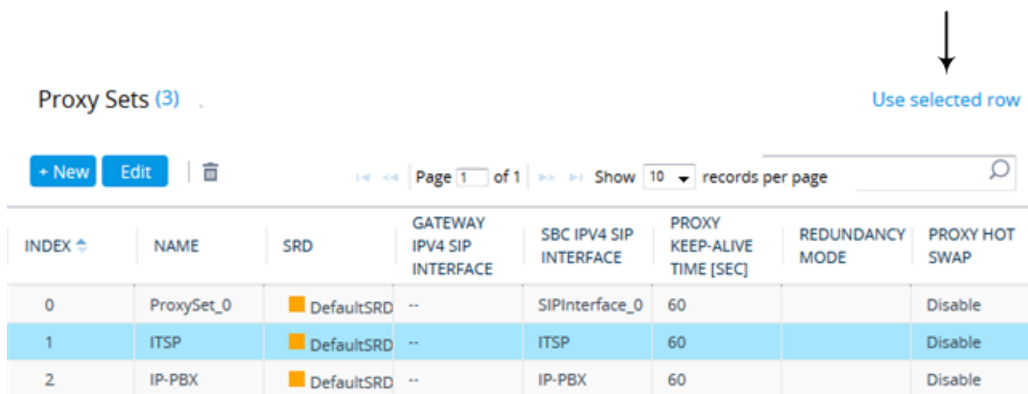 Proxy Sets (3) .
Use selected row
+ New Edit Page 1 of 1 Show 10 records per page
INDEX NAME SRD GATEWAY IPV4 SIP INTERFACE SBC IPV4 SIP INTERFACE PROXY KEEP-ALIVE TIME [SEC] REDUNDANCY MODE PROXY HOT SWAP
0 ProxySet_0 DefaultSRD -- SIPInterface_0 60 Disable
1 ITSP DefaultSRD -- ITSP 60 Disable
2 IP-PBX DefaultSRD -- IP-PBX 60 Disable